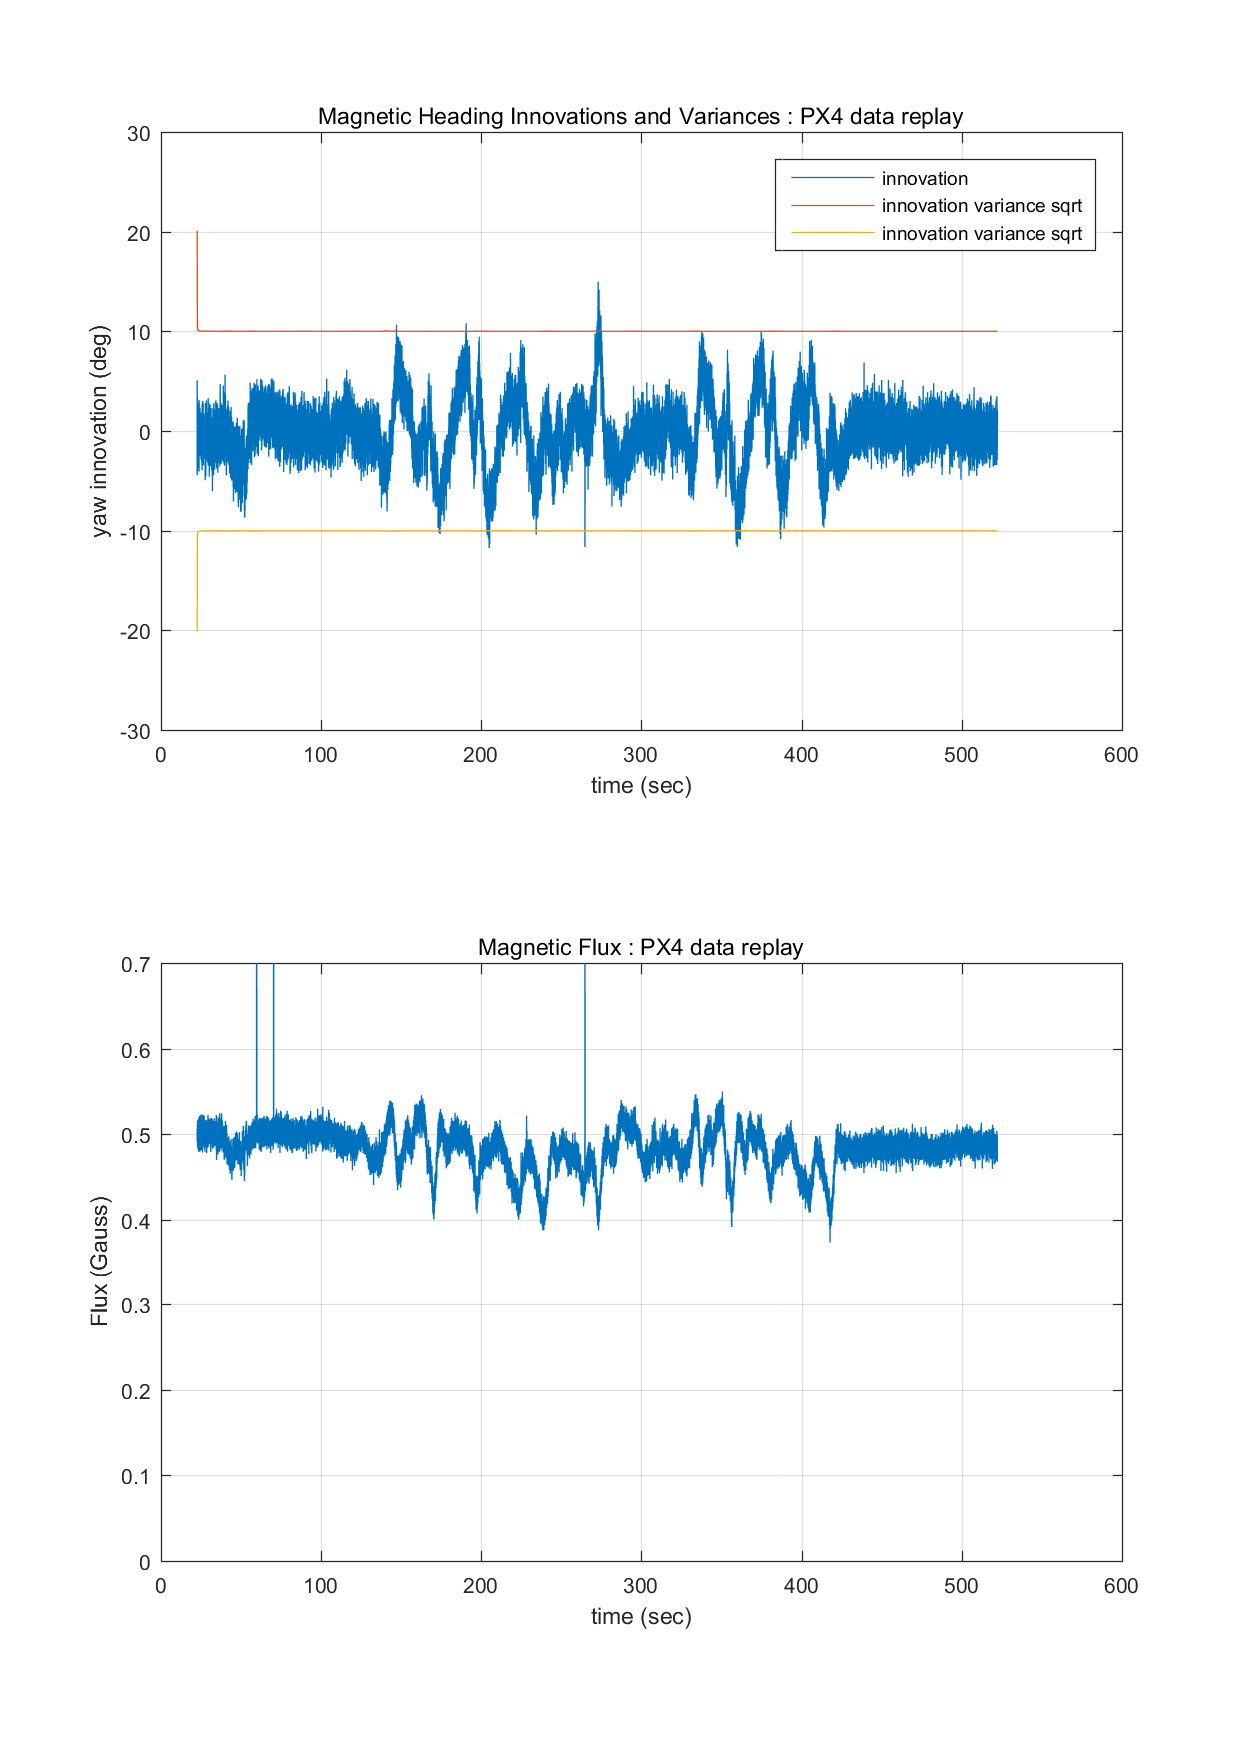 Magnetic Heading Innovations and Variances : PX4 data replay
30
20
10
0
-10
-20
-30
yaw innovation (deg)
innovation
innovation variance sqrt
innovation variance sqrt
0 100 200 300 400 500 600
time (sec)
Magnetic Flux : PX4 data replay
0.7
0.6
0.5
0.4
0.3
0.2
0.1
0
Flux (Gauss)
0 100 200 300 400 500 600
time (sec)